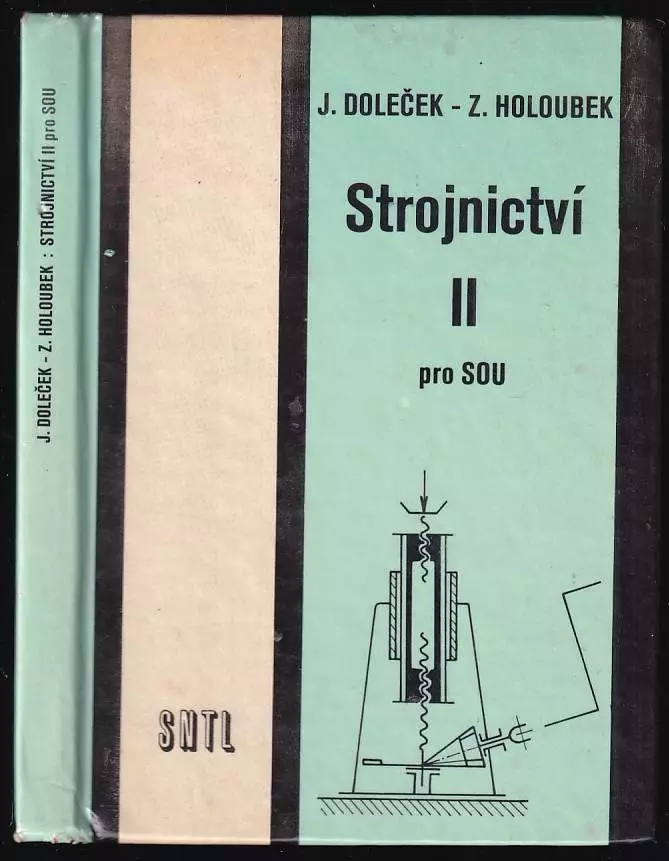 J. DOLEČEK - Z. HOLOUBEK : STROJNICTVÍ II pro SOU
J. DOLEČEK - Z. HOLOUBEK
Strojnictví
II
pro SOU
SNTL